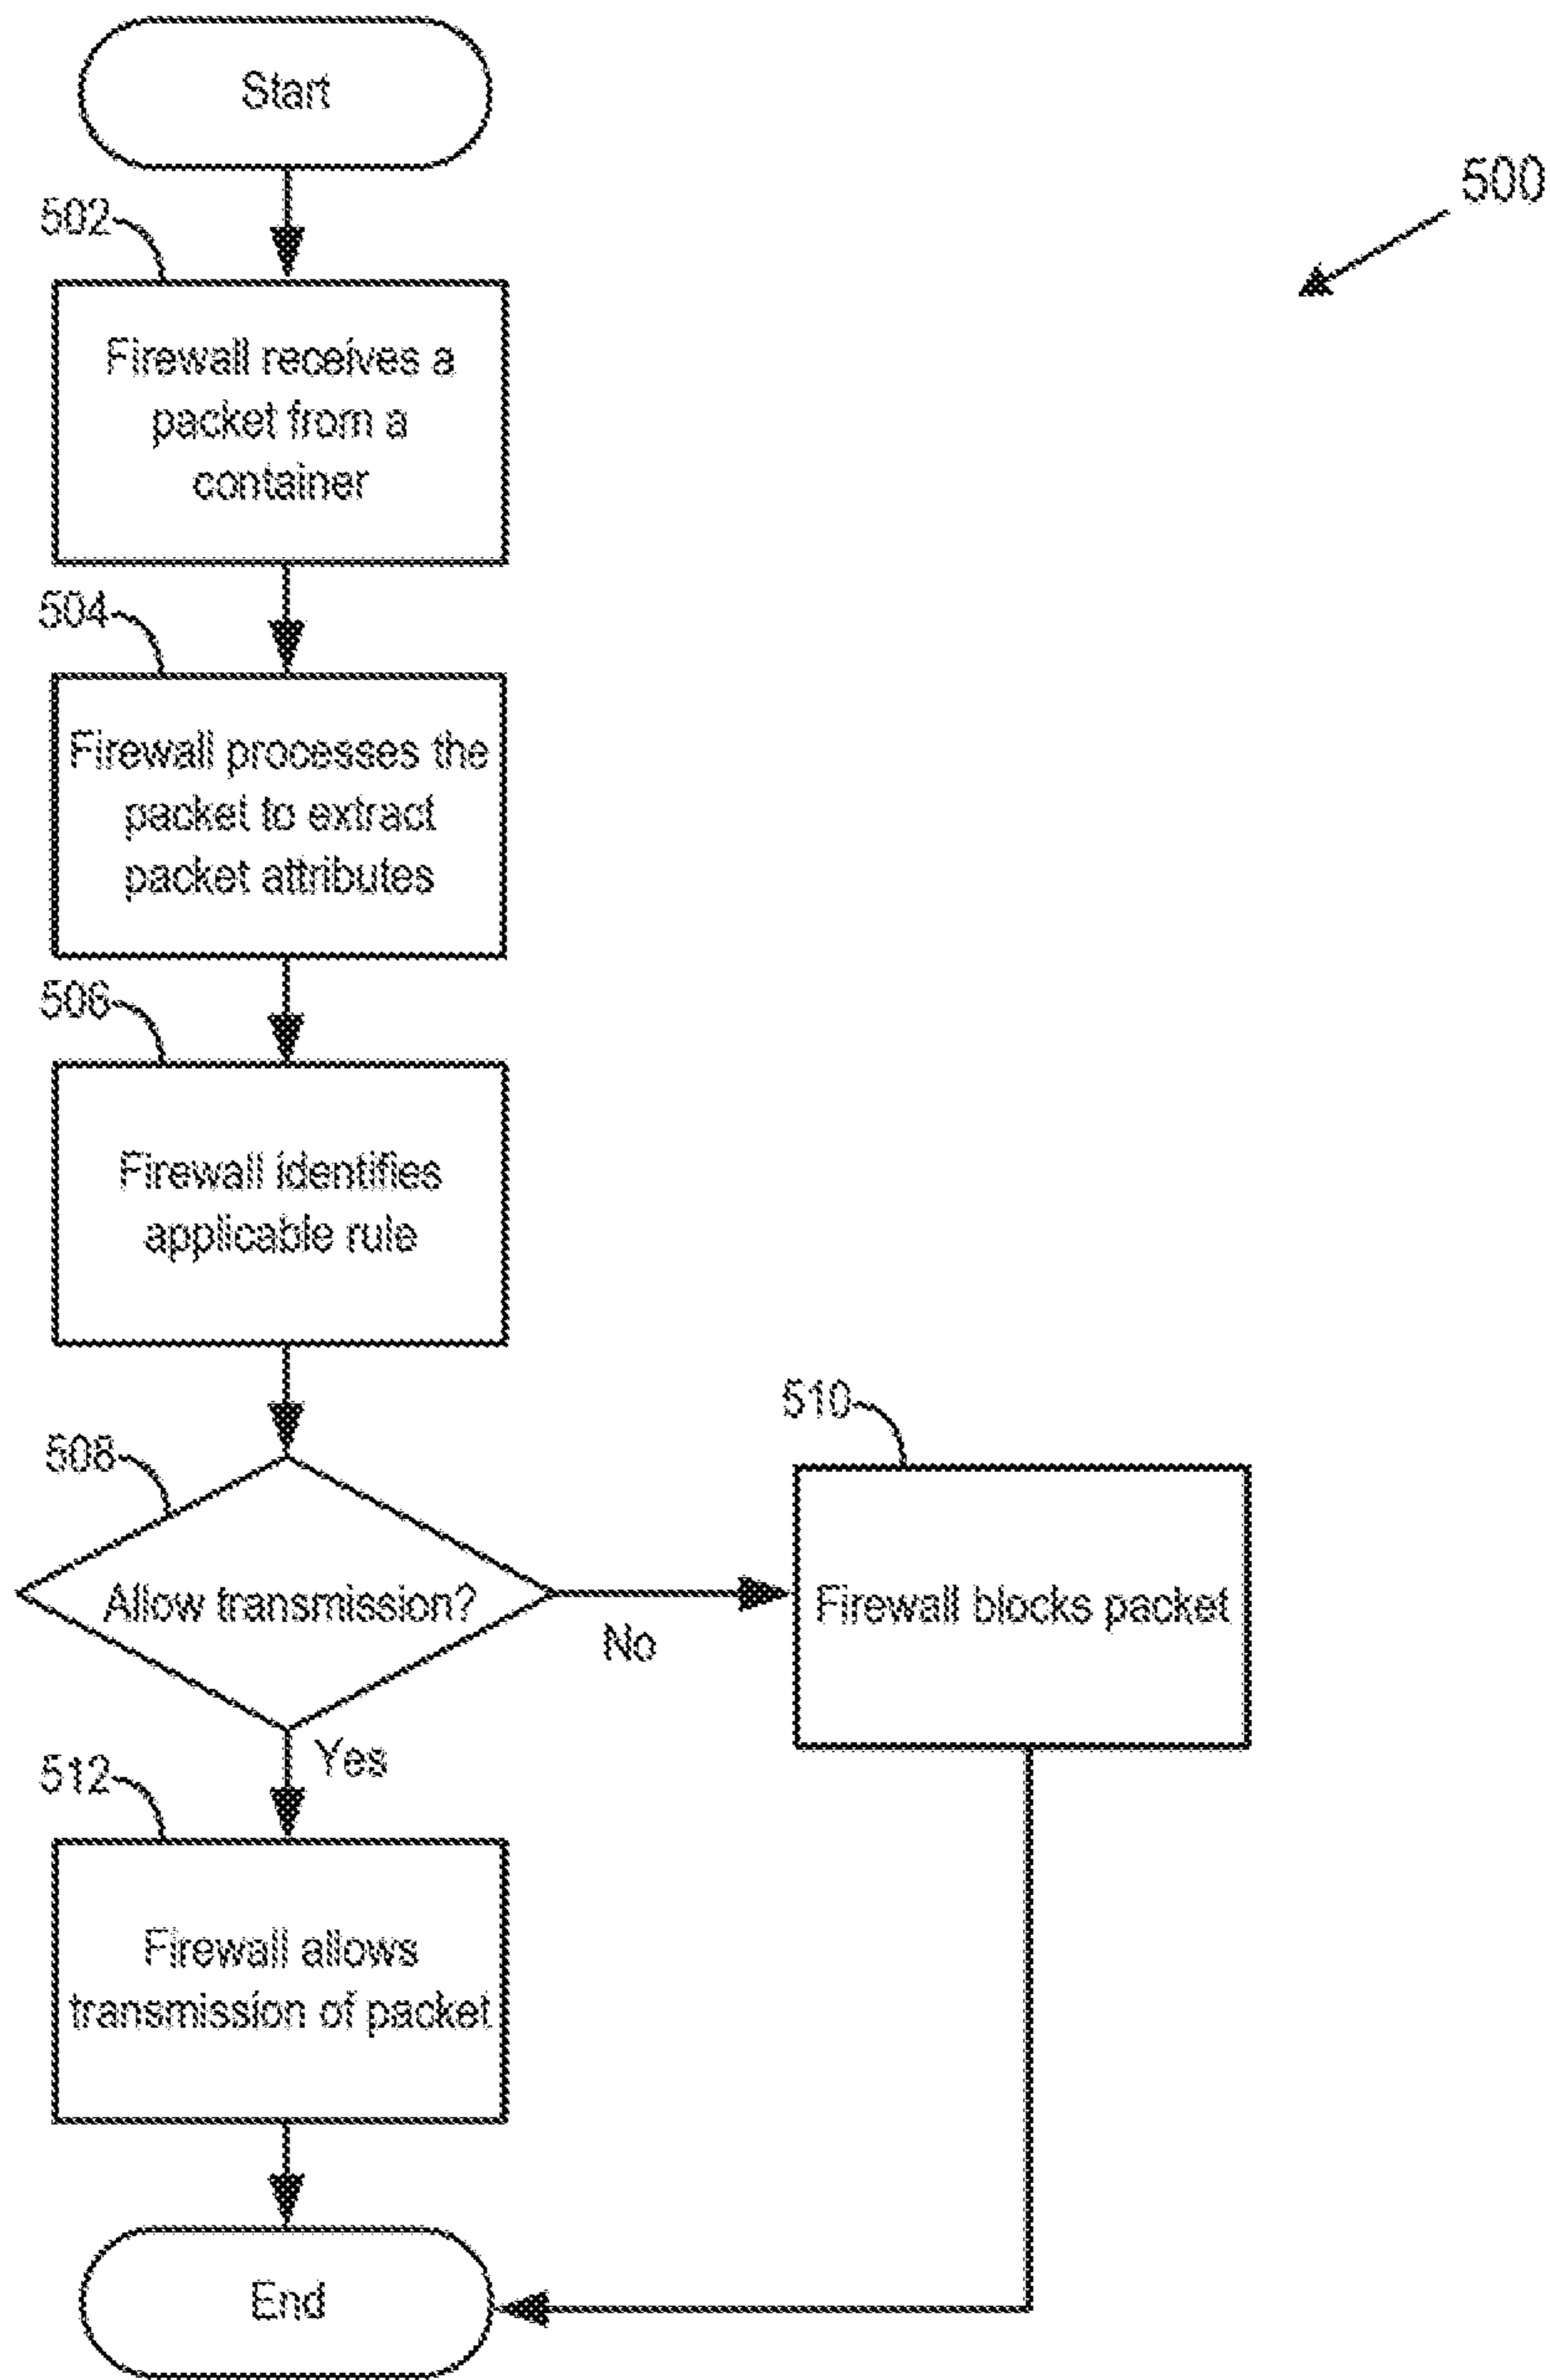 Start
500
502
Firewall receives a
packet from a
container
504
Firewall processes the
packet to extract
packet attributes
506
Firewall identifies
applicable rule
508
Allow transmission?
No
510
Firewall blocks packet
Yes
512
Firewall allows
transmission of packet
End